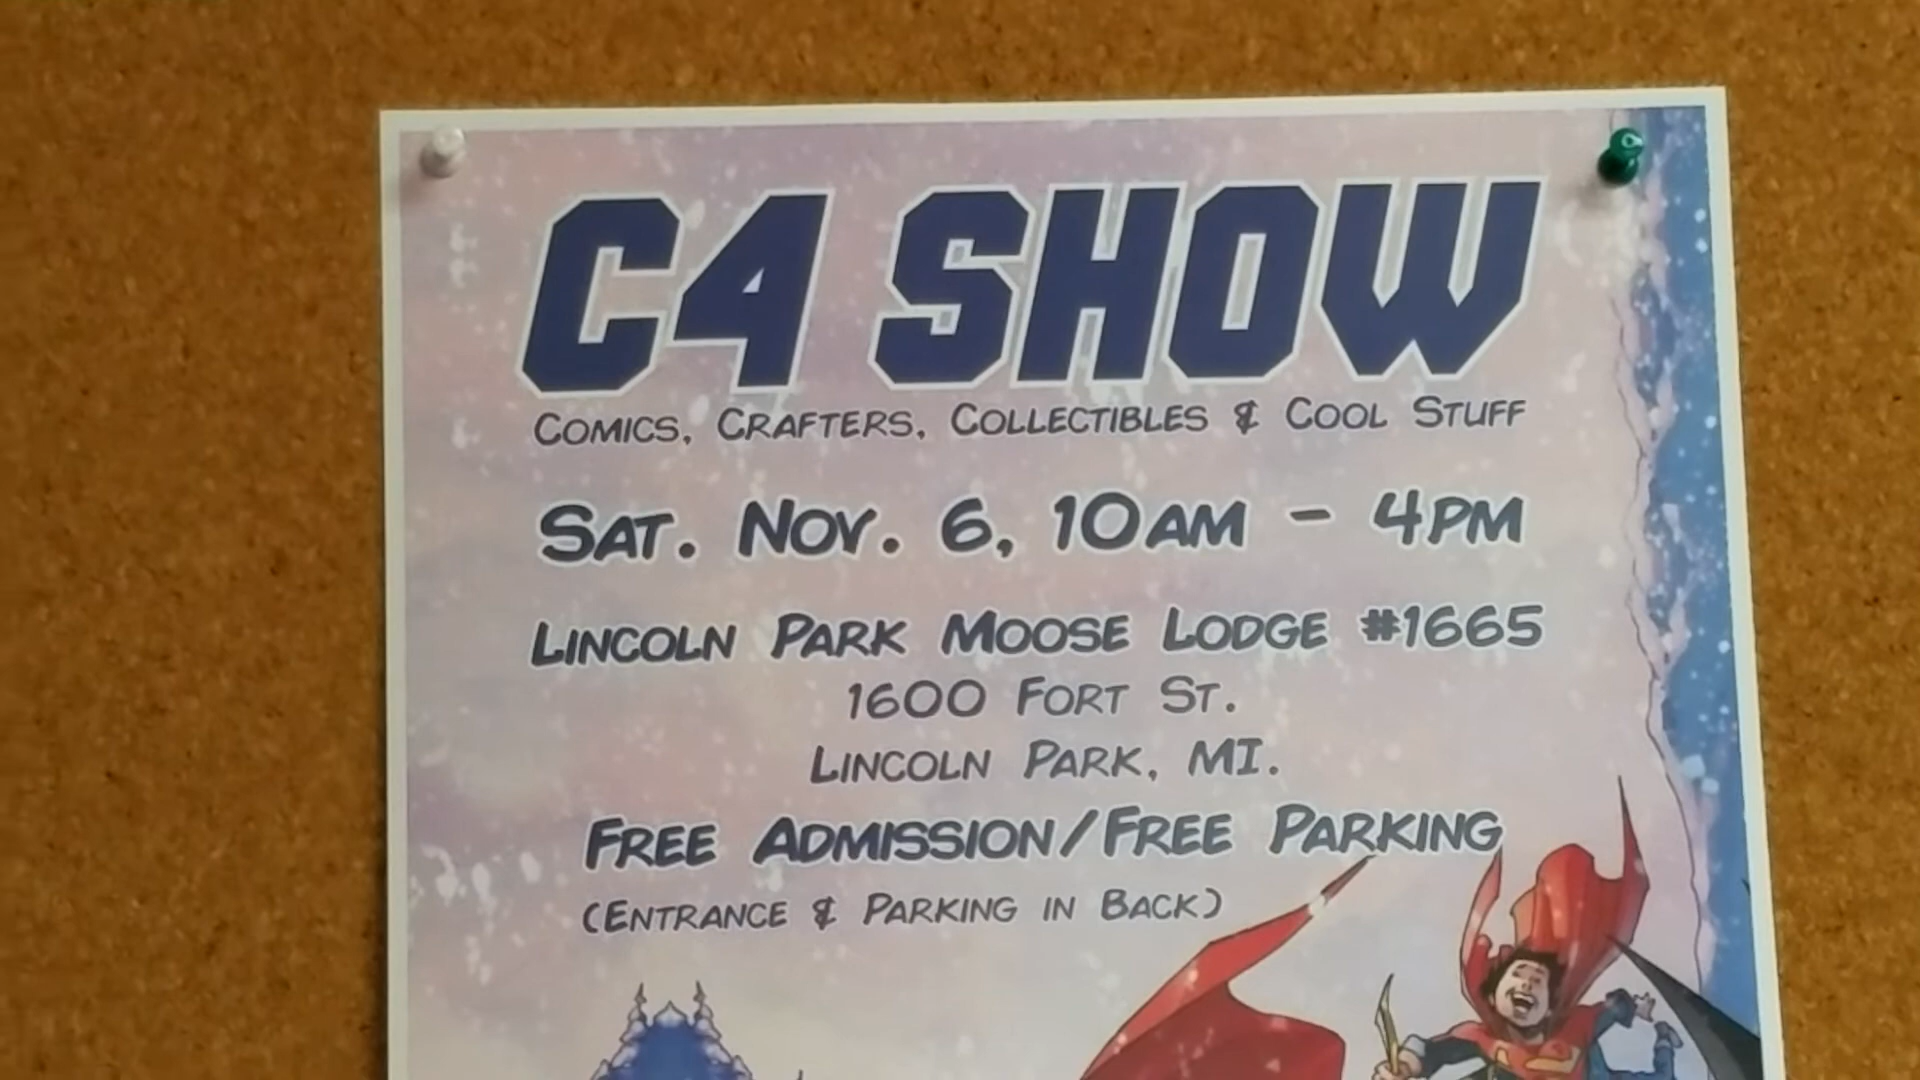 C4 SHOW
COMICS, CRAFTERS, COLLECTIBLES & COOL STUFF
SAT. NOV. 6, 10AM - 4PM
LINCOLN PARK MOOSE LODGE #1665
1600 FORT ST.
LINCOLN PARK, MI.
FREE ADMISSION/FREE PARKING
(ENTRANCE & PARKING IN BACK)